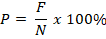 P = F/N x 100%